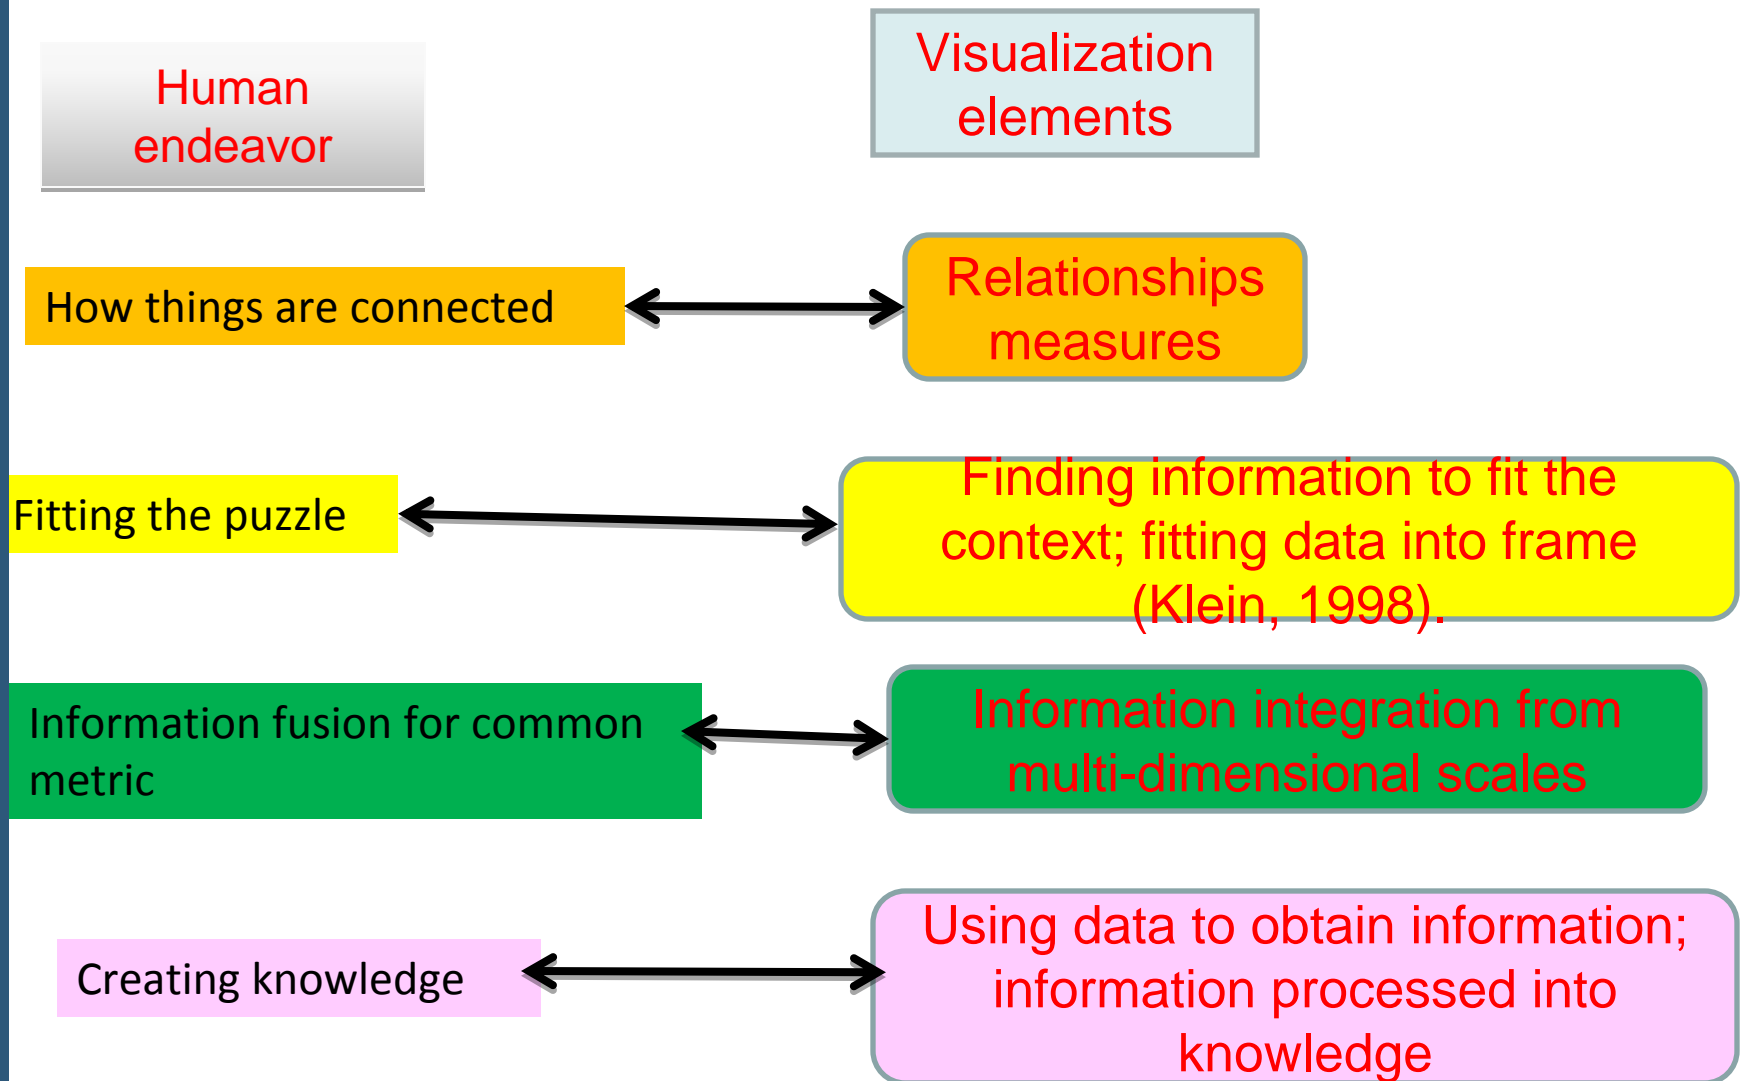 Human
endeavor
Visualization
elements
How things are connected
Relationships
measures
Fitting the puzzle
Finding information to fit the
context; fitting data into frame
(Klein, 1998).
Information fusion for common
metric
Information integration from
multi-dimensional scales
Creating knowledge
Using data to obtain information;
information processed into
knowledge